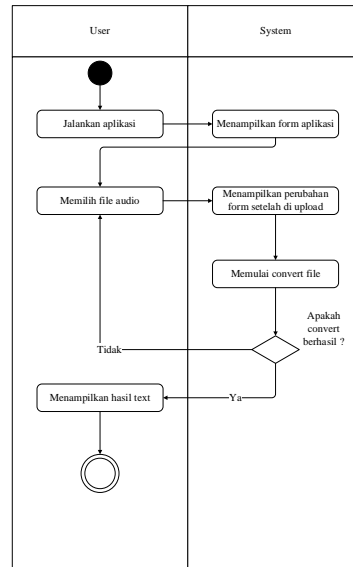 User
System
Jalankan aplikasi
Menampilkan form aplikasi
Memilih file audio
Menampilkan perubahan
form setelah di upload
Memulai convert file
Apakah
convert
berhasil ?
Tidak
Ya
Menampilkan hasil text